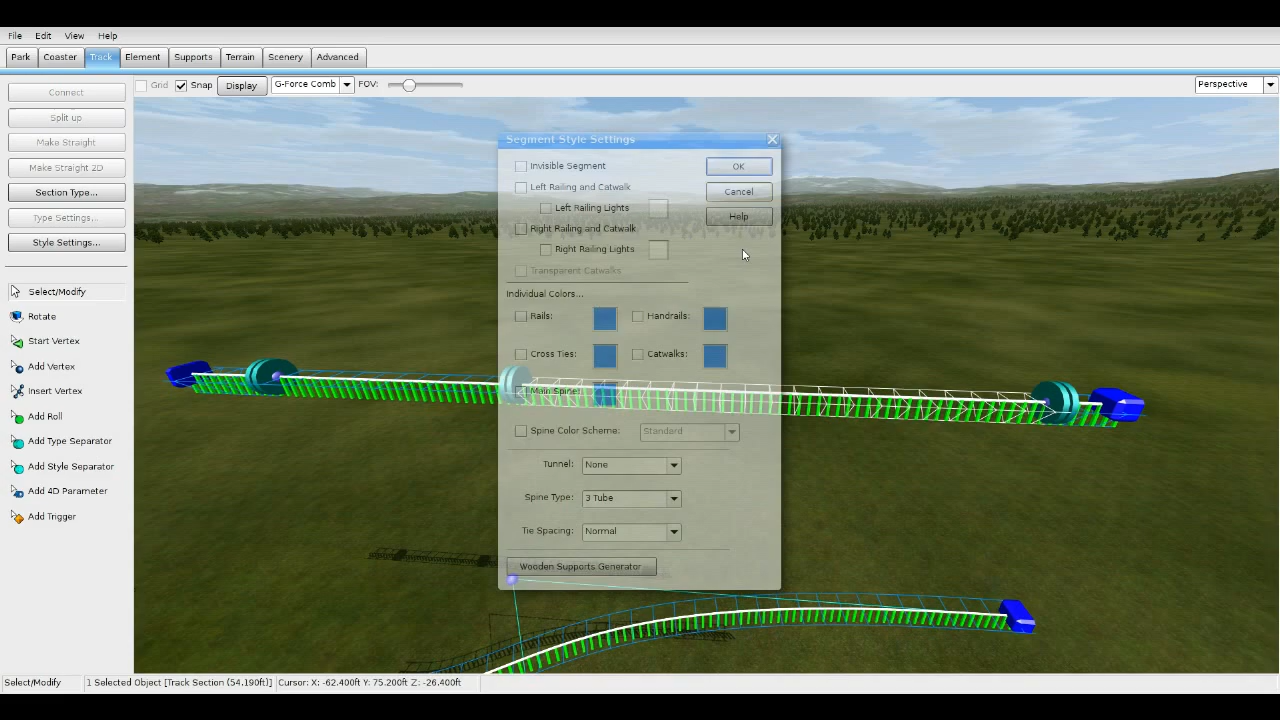 File Edit View Help
Park Coaster Track Element Supports Terrain Scenery Advanced
Grid Snap Display G-Force Comb FOV: Perspective
Connect
Split up
Make Straight
Make Straight 2D
Section Type...
Type Settings...
Style Settings...
Select/Modify
Rotate
Start Vertex
Add Vertex
Insert Vertex
Add Roll
Add Type Separator
Add Style Separator
Add 4D Parameter
Add Trigger
Segment Style Settings
Invisible Segment OK
Left Railing and Catwalk Cancel
Left Railing Lights Help
Right Railing and Catwalk
Right Railing Lights
Transparent Catwalks
Individual Colors...
Rails: Handrails:
Cross Ties: Catwalks:
Main Spine:
Spine Color Scheme: Standard
Tunnel: None
Spine Type: 3 Tube
Tie Spacing: Normal
Wooden Supports Generator
Select/Modify 1 Selected Object [Track Section (54.190ft) Cursor: X: -62.400ft Y: 75.200ft Z: -26.400ft